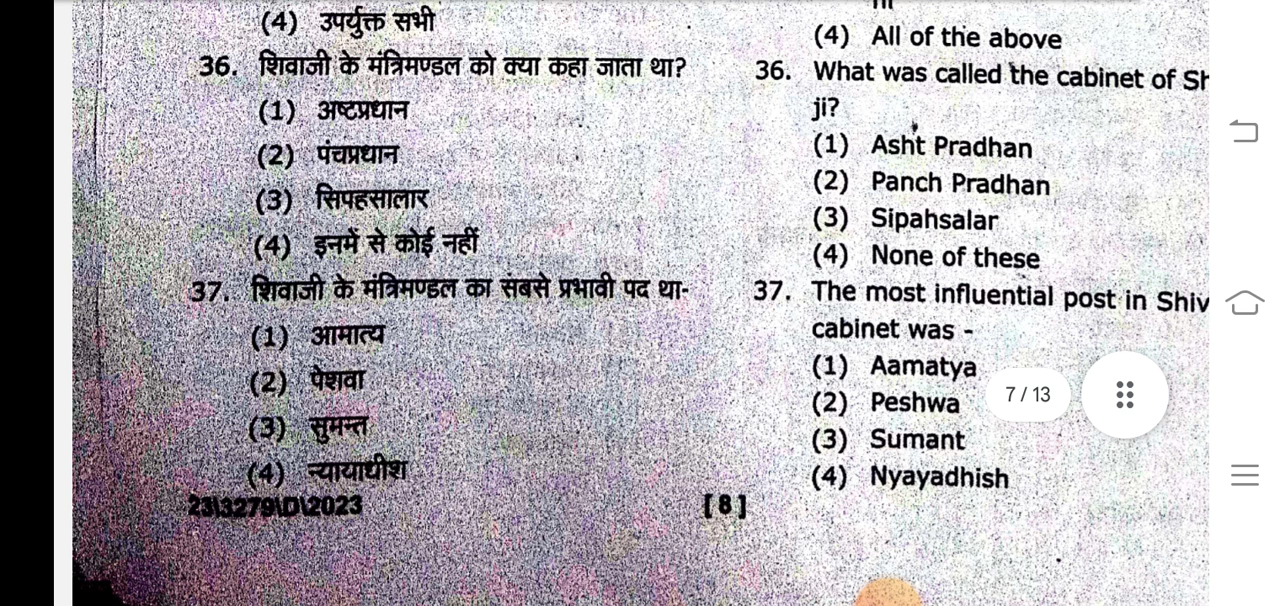 (4) उपर्युक्त सभी
36. शिवाजी के मंत्रिमण्डल को क्या कहा जाता था?
(1) अष्टप्रधान
(2) पंचप्रधान
(3) सिपहसालार
(4) इनमें से कोई नहीं
37. शिवाजी के मंत्रिमण्डल का संबसे प्रभावी पद था-
(1) आमात्य
(2) पेशवा
(3) सुमन्त
(4) न्यायाधीश
23\3279\D\2023
[8]
(4) All of the above
36. What was called the cabinet of Sh
ji?
(1) Asht Pradhan
(2) Panch Pradhan
(3) Sipahsalar
(4) None of these
37. The most influential post in Shiv
cabinet was -
(1) Aamatya
(2) Peshwa
(3) Sumant
(4) Nyayadhish
7 / 13